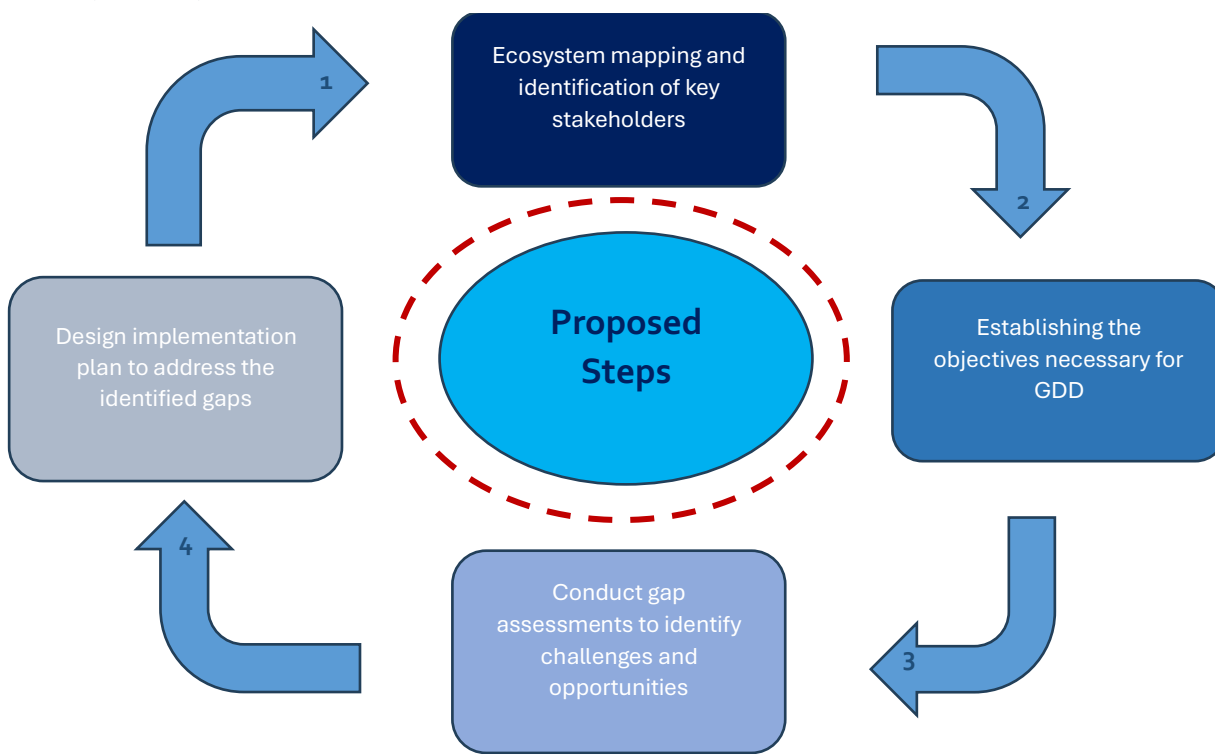 1
Ecosystem mapping and
identification of key
stakeholders
2
Proposed
Steps
Establishing the
objectives necessary for
GDD
3
Conduct gap
assessments to identify
challenges and
opportunities
4
Design implementation
plan to address the
identified gaps